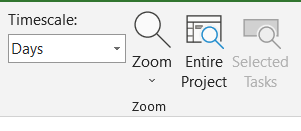 Timescale:
Days
Zoom
Entire
Project
Selected
Tasks
Zoom